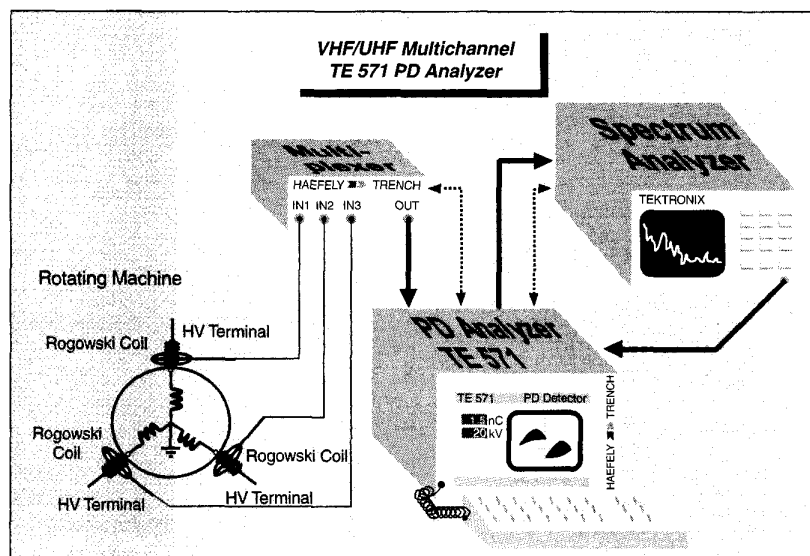 VHF/UHF Multichannel
TE 571 PD Analyzer
Multi-
plexer
HAEFELY TRENCH
IN1 IN2 IN3 OUT
Spectrum
Analyzer
TEKTRONIX
Rotating Machine
HV Terminal
Rogowski Coil
Rogowski
Coil
HV Terminal
Rogowski Coil
HV Terminal
PD Analyzer
TE 571
TE 571 PD Detector
1.5 nC
20 kV
HAEFELY TRENCH